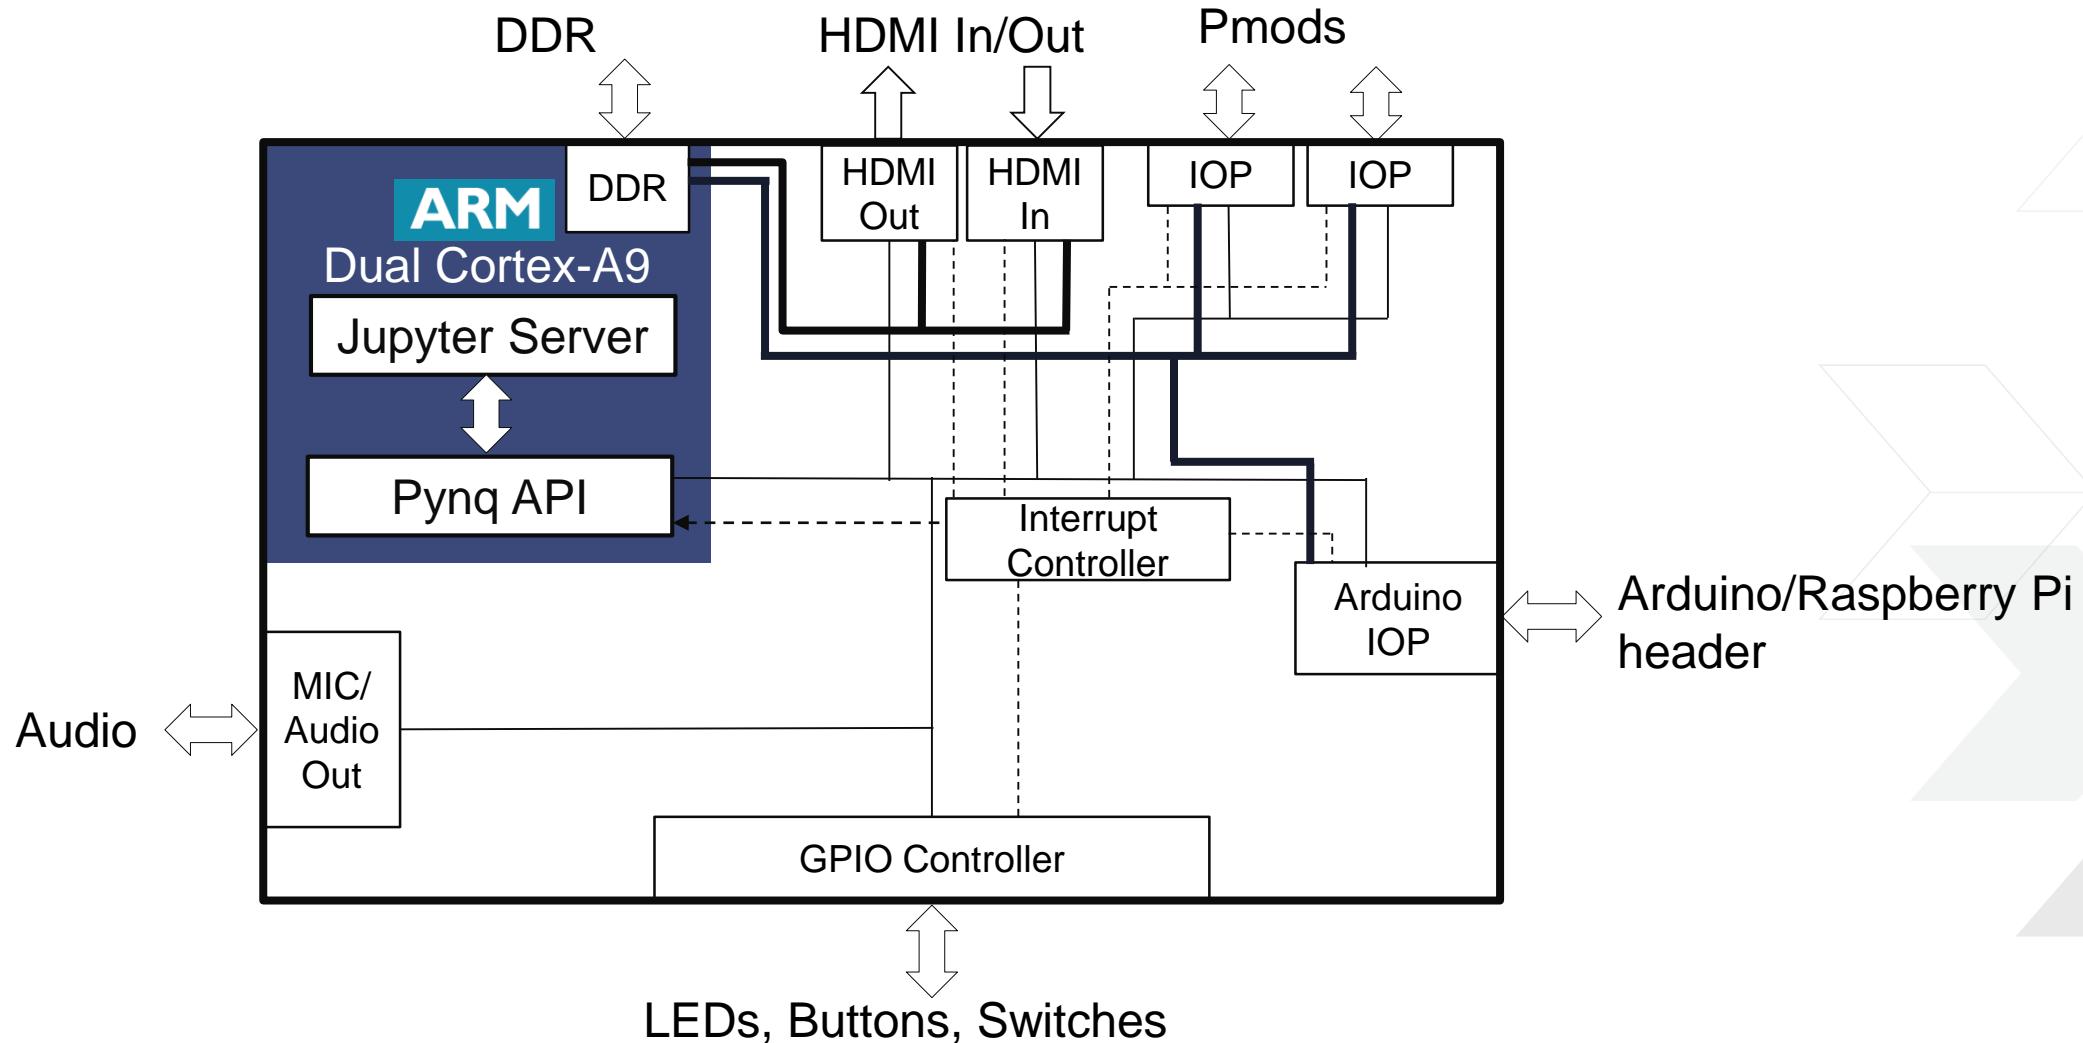 DDR
HDMI In/Out
Pmods
DDR
HDMI
Out
HDMI
In
IOP
IOP
ARM
Dual Cortex-A9
Jupyter Server
Pynq API
Interrupt
Controller
Arduino
IOP
Arduino/Raspberry Pi
header
MIC/
Audio
Out
Audio
GPIO Controller
LEDs, Buttons, Switches